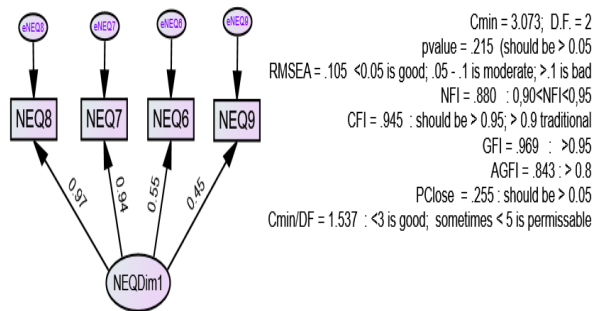 eNEQ8 eNEQ7 eNEQ6 eNEQ9
NEQ8 NEQ7 NEQ6 NEQ9
0.97 0.94 0.55 0.45
NEQDim1
Cmin = 3.073; D.F. = 2
pvalue = .215 (should be > 0.05
RMSEA = .105 <0.05 is good; .05 - .1 is moderate; >.1 is bad
NFI = .880 : 0,90<NFI<0,95
CFI = .945 : should be > 0.95; > 0.9 traditional
GFI = .969 : >0.95
AGFI = .843 : > 0.8
PClose = .255 : should be > 0.05
Cmin/DF = 1.537 : <3 is good; sometimes < 5 is permissable